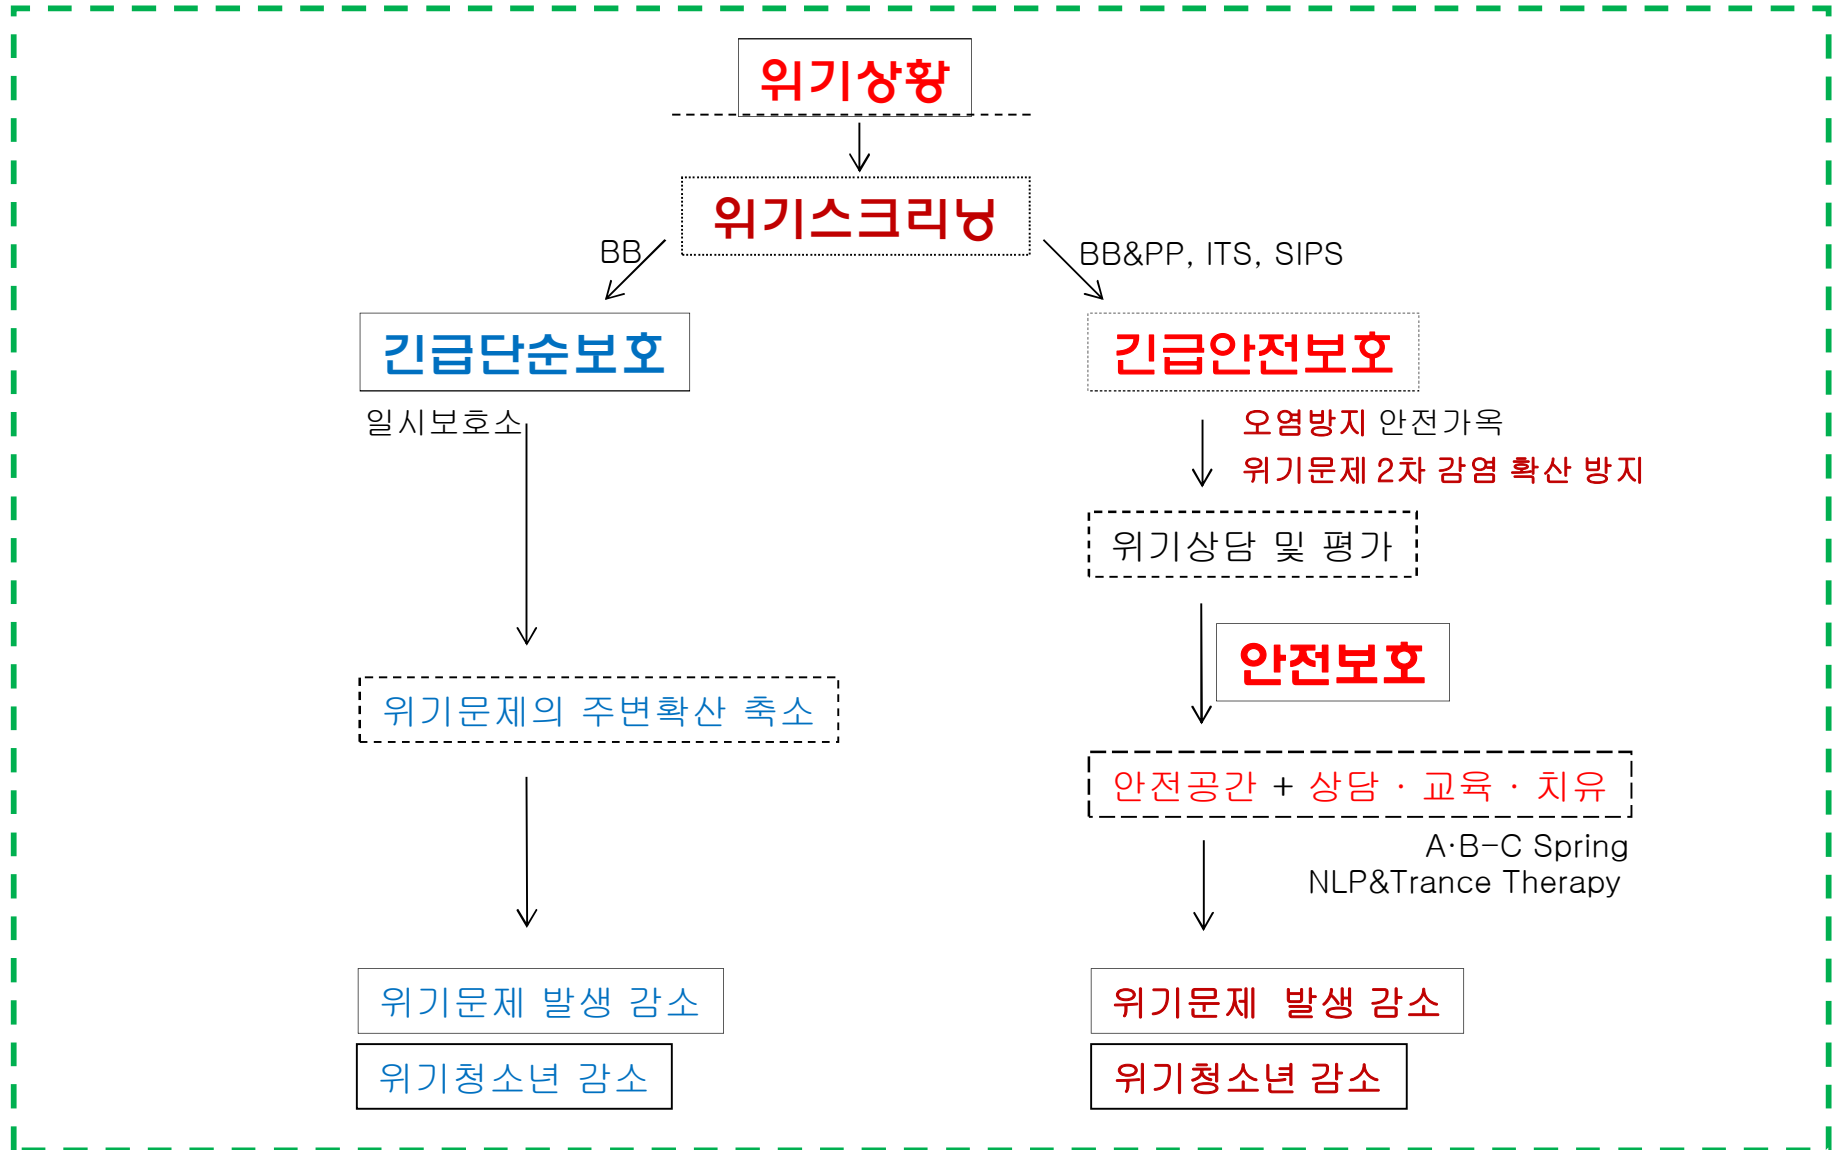 위기상황
위기스크리닝
BB
BB&PP, ITS, SIPS
긴급단순보호
긴급안전보호
일시보호소
오염방지 안전가옥
위기문제 2차 감염 확산 방지
위기상담 및 평가
안전보호
위기문제의 주변확산 축소
안전공간 + 상담 · 교육 · 치유
A·B-C Spring
NLP&Trance Therapy
위기문제 발생 감소
위기문제 발생 감소
위기청소년 감소
위기청소년 감소